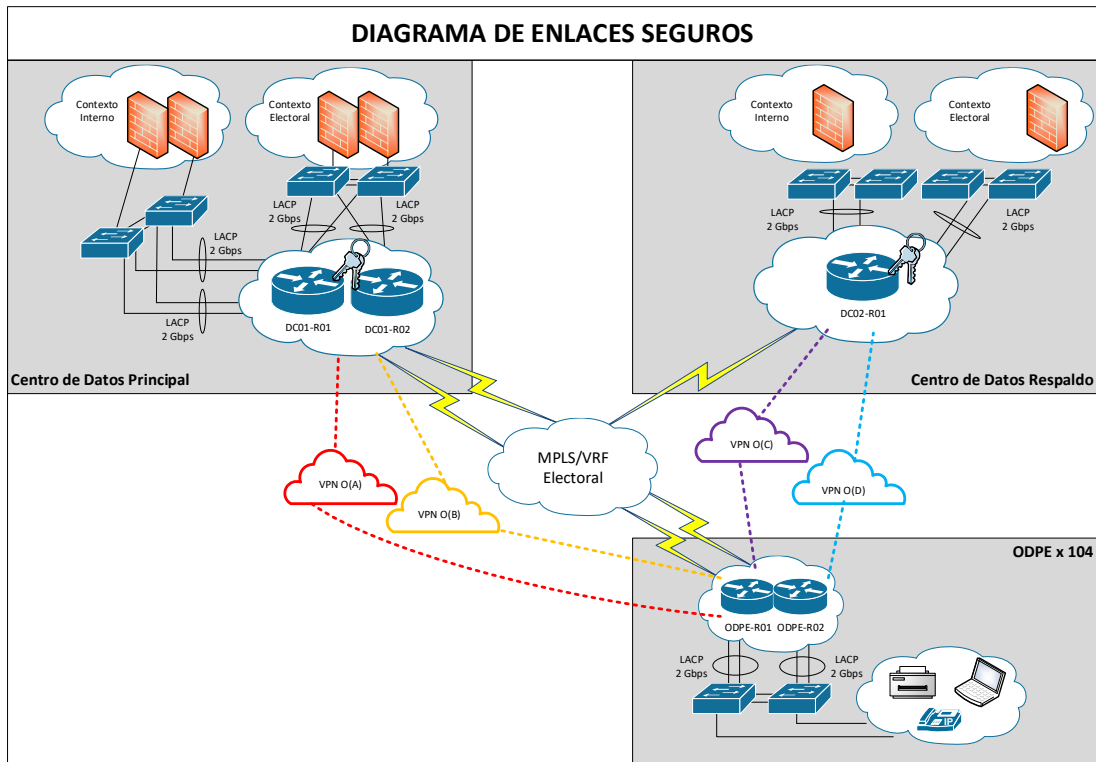 DIAGRAMA DE ENLACES SEGUROS
Contexto
Interno
Contexto
Electoral
LACP
2 Gbps
LACP
2 Gbps
LACP
2 Gbps
LACP
2 Gbps
DC01-R01
DC01-R02
Centro de Datos Principal
Contexto
Interno
Contexto
Electoral
LACP
2 Gbps
LACP
2 Gbps
DC02-R01
Centro de Datos Respaldo
MPLS/VRF
Electoral
VPN O(A)
VPN O(B)
VPN O(C)
VPN O(D)
ODPE x 104
ODPE-R01
ODPE-R02
LACP
2 Gbps
LACP
2 Gbps
IP